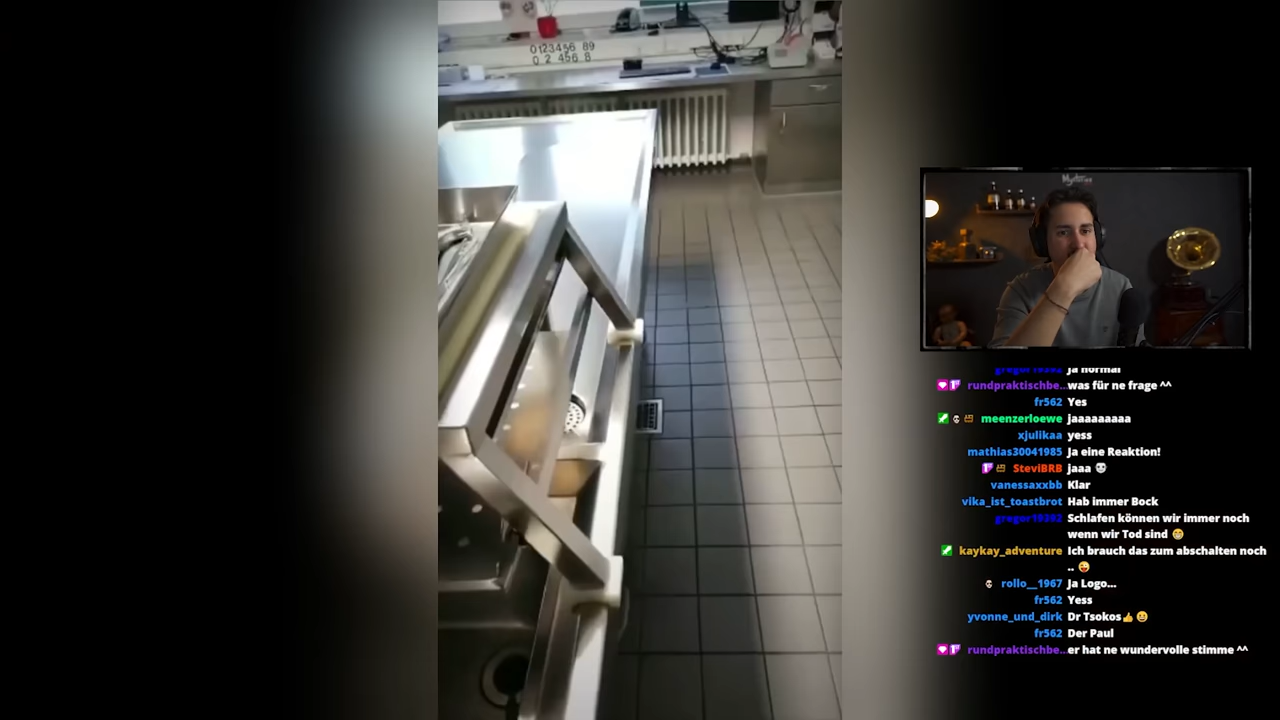 0123456 89
0 2 456 8
gregor19392 ja normal
rundpraktischbe... was für ne frage ^^
fr562 Yes
meenzerloewe jaaaaaaaa
xjulikaa yess
mathias30041985 Ja eine Reaktion!
SteviBRB jaaa 💀
vanessaxxbb Klar
vika_ist_toastbrot Hab immer Bock
gregor19392 Schlafen können wir immer noch
wenn wir Tod sind 😁
kaykay_adventure Ich brauch das zum abschalten noch
.. 😜
rollo__1967 Ja Logo...
fr562 Yess
yvonne_und_dirk Dr Tsokos👍 😃
fr562 Der Paul
rundpraktischbe... er hat ne wundervolle stimme ^^